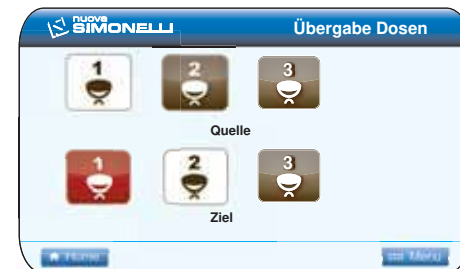 nuova
SIMONELLI
Übergabe Dosen
1 2 3
Quelle
1 2 3
Ziel
Home Menu